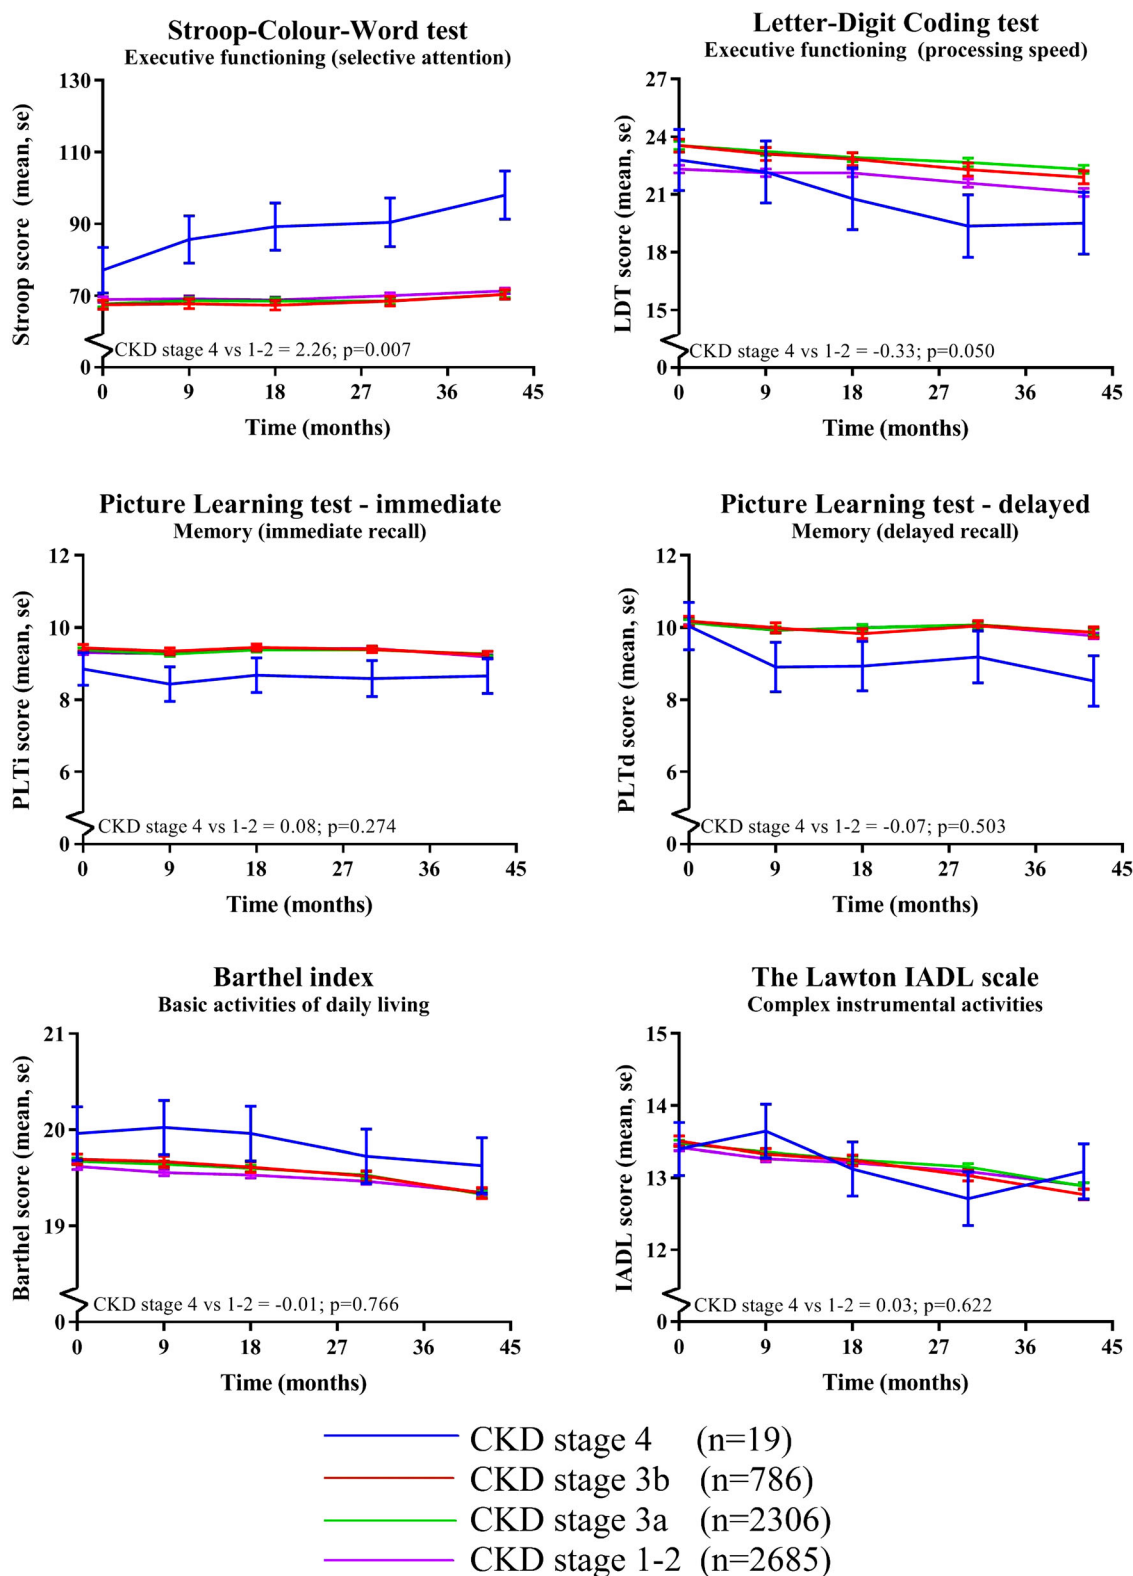 Stroop-Colour-Word test
Executive functioning (selective attention)
Stroop score (mean, se)
130
110
90
70
0
CKD stage 4 vs 1-2 = 2.26; p=0.007
0 9 18 27 36 45
Time (months)
Letter-Digit Coding test
Executive functioning (processing speed)
LDT score (mean, se)
27
24
21
18
15
0
CKD stage 4 vs 1-2 = -0.33; p=0.050
0 9 18 27 36 45
Time (months)
Picture Learning test - immediate
Memory (immediate recall)
PLTi score (mean, se)
12
10
8
6
0
CKD stage 4 vs 1-2 = 0.08; p=0.274
0 9 18 27 36 45
Time (months)
Picture Learning test - delayed
Memory (delayed recall)
PLTd score (mean, se)
12
10
8
6
0
CKD stage 4 vs 1-2 = -0.07; p=0.503
0 9 18 27 36 45
Time (months)
Barthel index
Basic activities of daily living
Barthel score (mean, se)
21
20
19
0
CKD stage 4 vs 1-2 = -0.01; p=0.766
0 9 18 27 36 45
Time (months)
The Lawton IADL scale
Complex instrumental activities
IADL score (mean, se)
15
14
13
12
0
CKD stage 4 vs 1-2 = 0.03; p=0.622
0 9 18 27 36 45
Time (months)
CKD stage 4 (n=19)
CKD stage 3b (n=786)
CKD stage 3a (n=2306)
CKD stage 1-2 (n=2685)